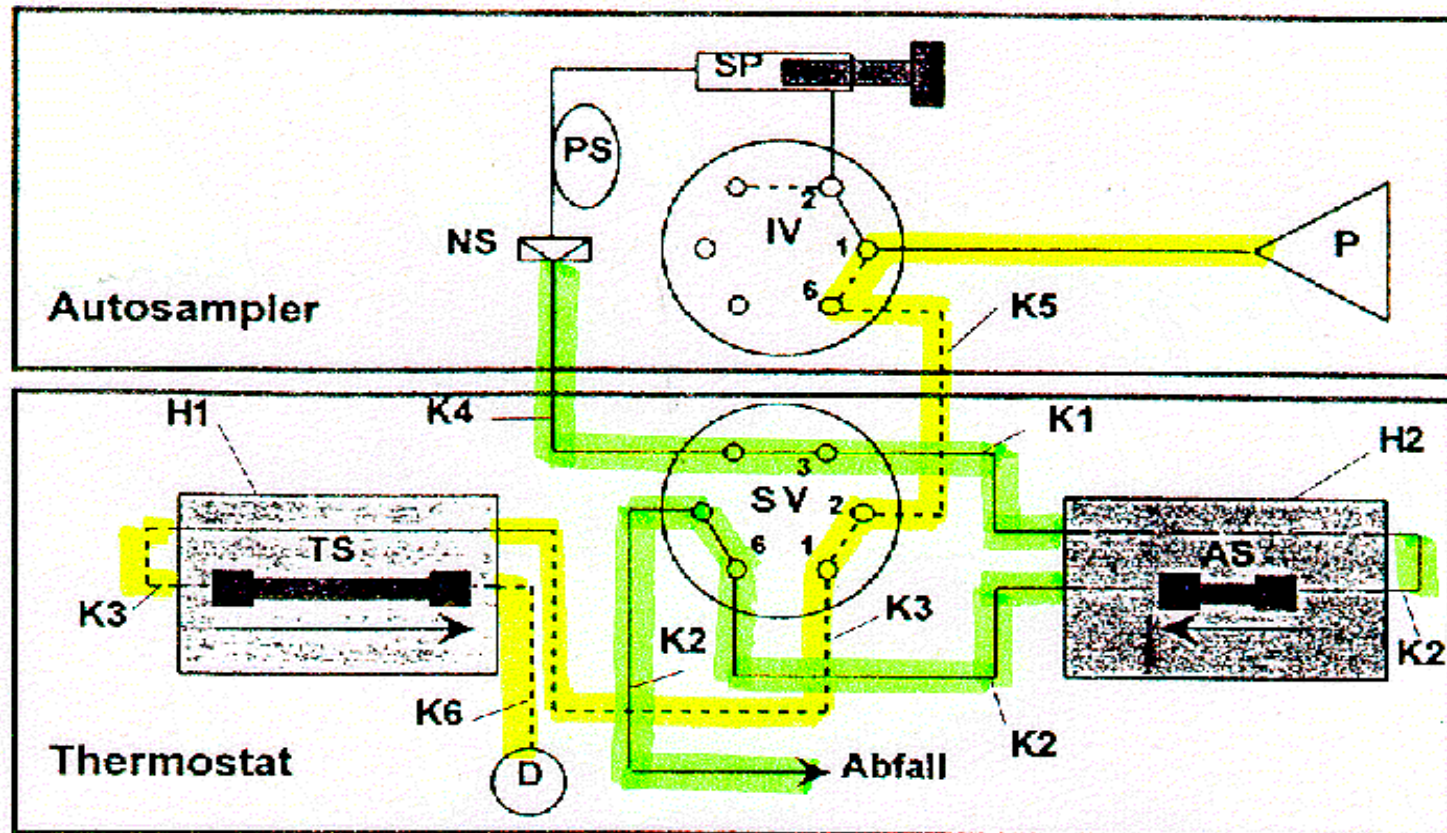 SP
PS
2
NS
IV
1
P
6
Autosampler
K5
H1
K4
K1
H2
3
SV
2
TS
6
1
AS
K3
K2
K3
K2
K6
K2
Thermostat
D
Abfall